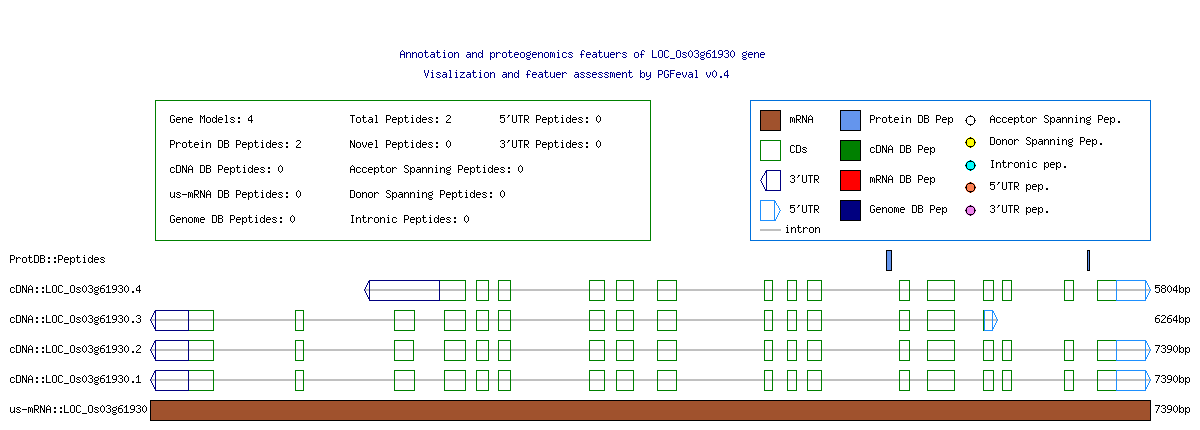 Annotation and proteogenomics featuers of LOC_Os03g61930 gene
Visalization and featuer assessment by PGFeval v0.4
Gene Models: 4 Total Peptides: 2 5'UTR Peptides: 0
Protein DB Peptides: 2 Novel Peptides: 0 3'UTR Peptides: 0
cDNA DB Peptides: 0 Acceptor Spanning Peptides: 0
us-mRNA DB Peptides: 0 Donor Spanning Peptides: 0
Genome DB Peptides: 0 Intronic Peptides: 0
mRNA Protein DB Pep Acceptor Spanning Pep.
CDs cDNA DB Pep Donor Spanning Pep.
3'UTR mRNA DB Pep Intronic pep.
5'UTR Genome DB Pep 5'UTR pep.
intron 3'UTR pep.
ProtDB::Peptides
cDNA::LOC_Os03g61930.4 5804bp
cDNA::LOC_Os03g61930.3 6264bp
cDNA::LOC_Os03g61930.2 7390bp
cDNA::LOC_Os03g61930.1 7390bp
us-mRNA::LOC_Os03g61930 7390bp